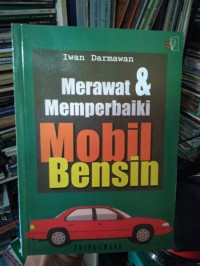 Iwan Darmawan
Merawat &
Memperbaiki
Mobil
Bensin